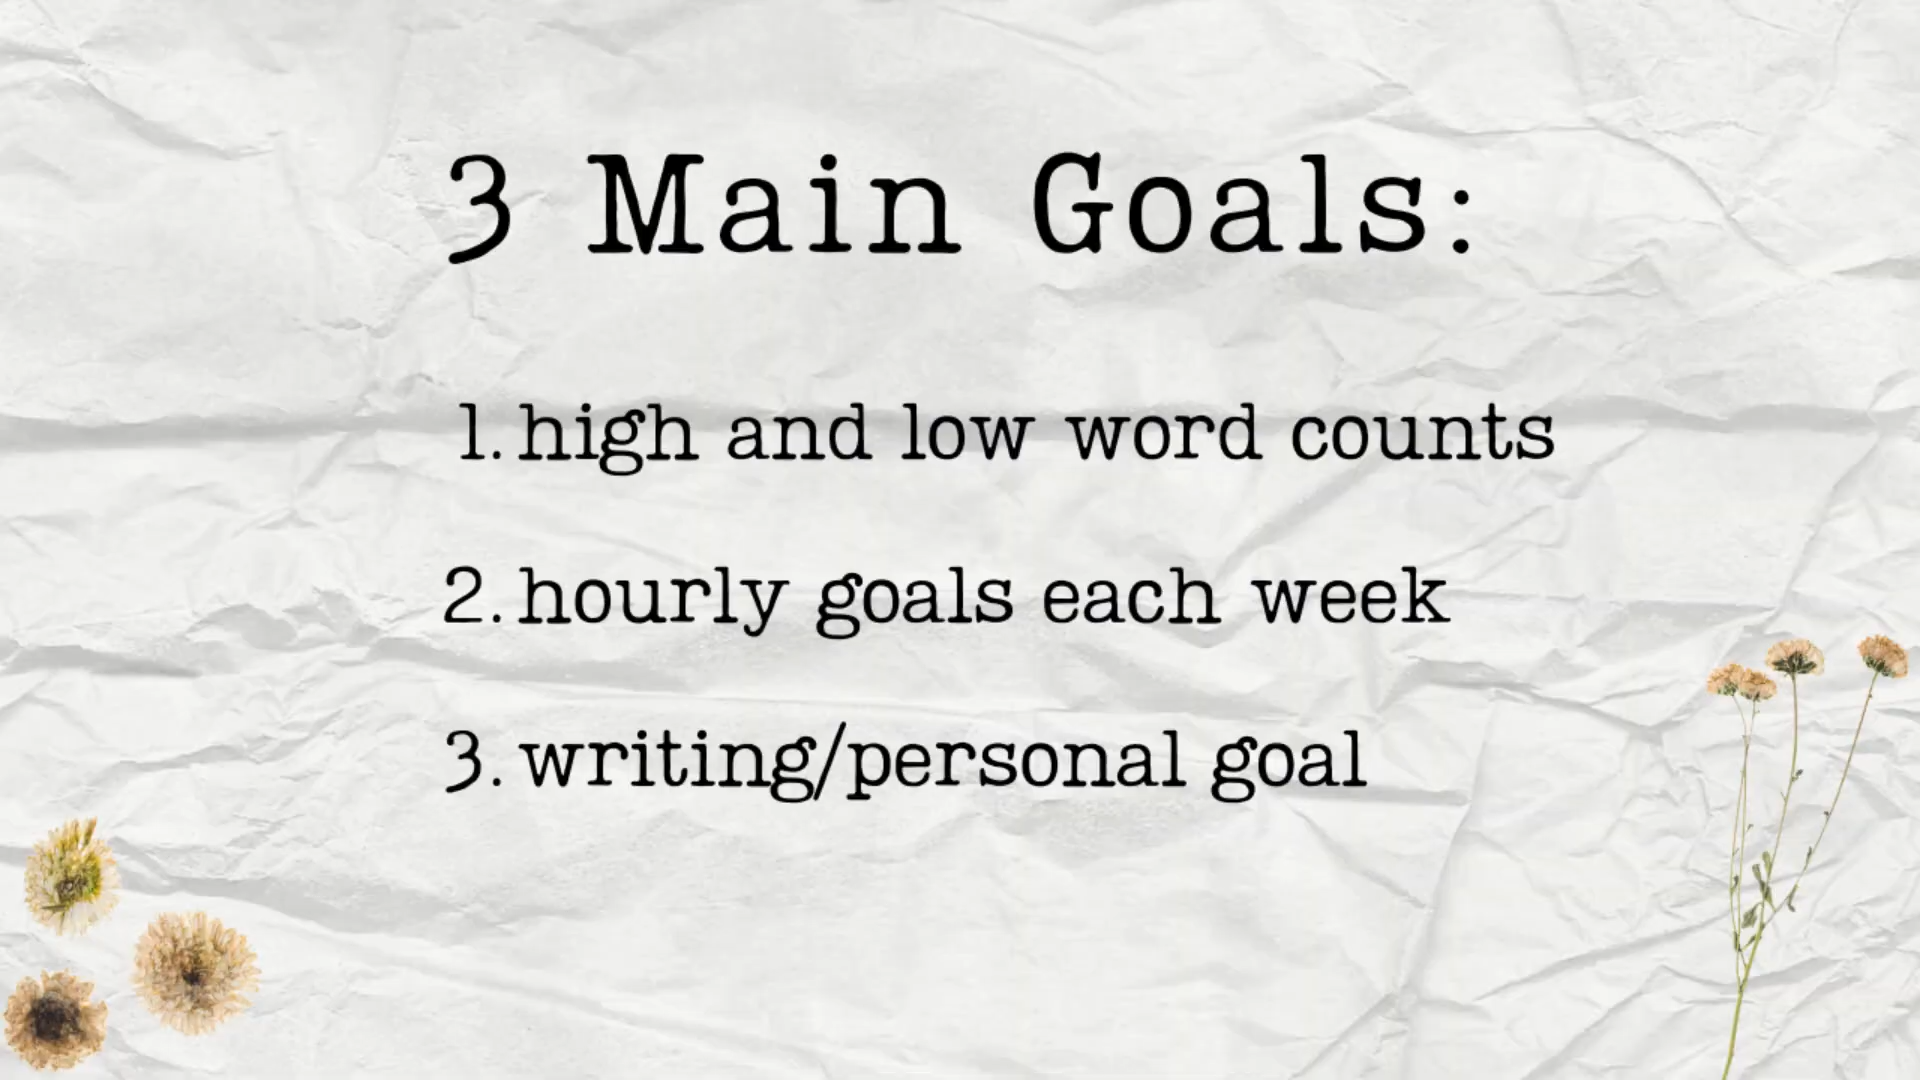 3 Main Goals:
1. high and low word counts
2. hourly goals each week
3. writing/personal goal